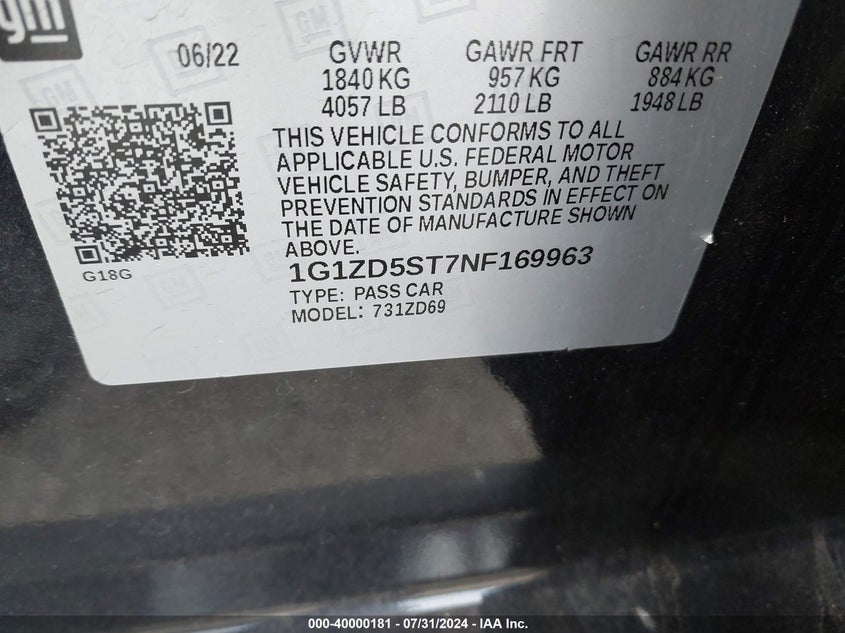 gm
06/22 GVWR GAWR FRT GAWR RR
1840 KG 957 KG 884 KG
4057 LB 2110 LB 1948 LB
THIS VEHICLE CONFORMS TO ALL
APPLICABLE U.S. FEDERAL MOTOR
VEHICLE SAFETY, BUMPER, AND THEFT
PREVENTION STANDARDS IN EFFECT ON
THE DATE OF MANUFACTURE SHOWN
ABOVE.
G18G
1G1ZD5ST7NF169963
TYPE: PASS CAR
MODEL: 731ZD69
000-40000181 - 07/31/2024 - IAA Inc.